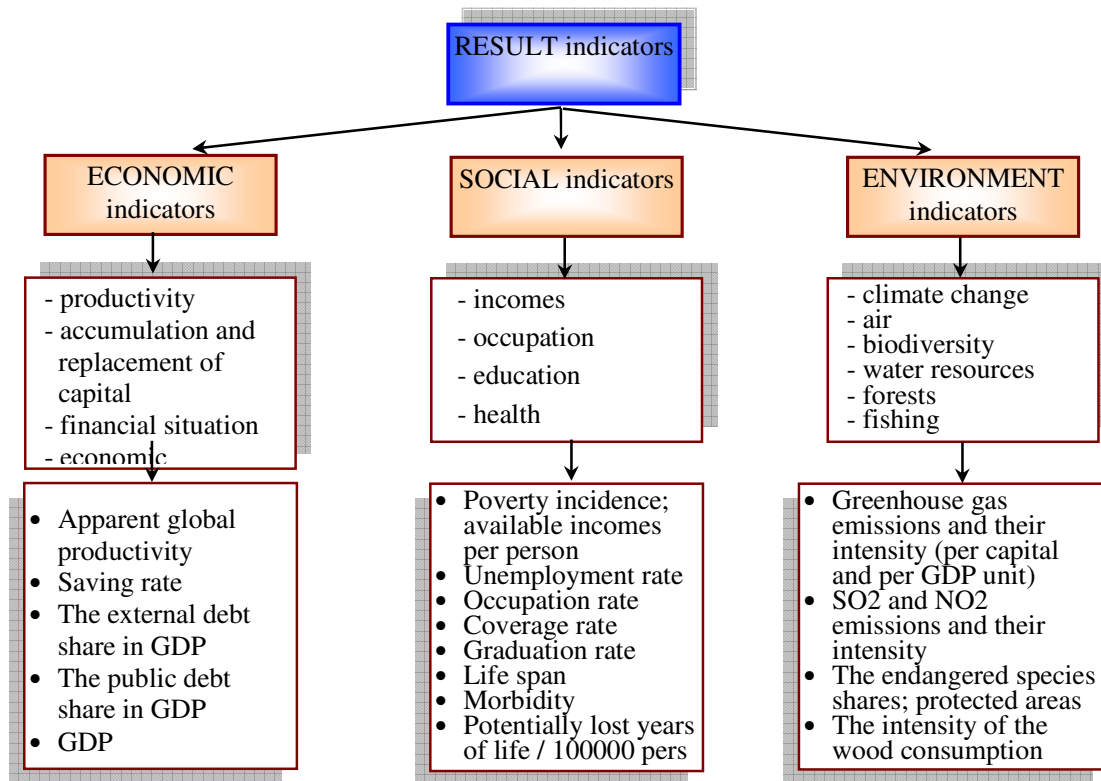 RESULT indicators
ECONOMIC
indicators
SOCIAL indicators
ENVIRONMENT
indicators
- productivity
- accumulation and
replacement of
capital
- financial situation
- economic
- incomes
- occupation
- education
- health
- climate change
- air
- biodiversity
- water resources
- forests
- fishing
• Apparent global
productivity
• Saving rate
• The external debt
share in GDP
• The public debt
share in GDP
• GDP
• Poverty incidence;
available incomes
per person
• Unemployment rate
• Occupation rate
• Coverage rate
• Graduation rate
• Life span
• Morbidity
• Potentially lost years
of life / 100000 pers
• Greenhouse gas
emissions and their
intensity (per capital
and per GDP unit)
• SO2 and NO2
emissions and their
intensity
• The endangered species
shares; protected areas
• The intensity of the
wood consumption